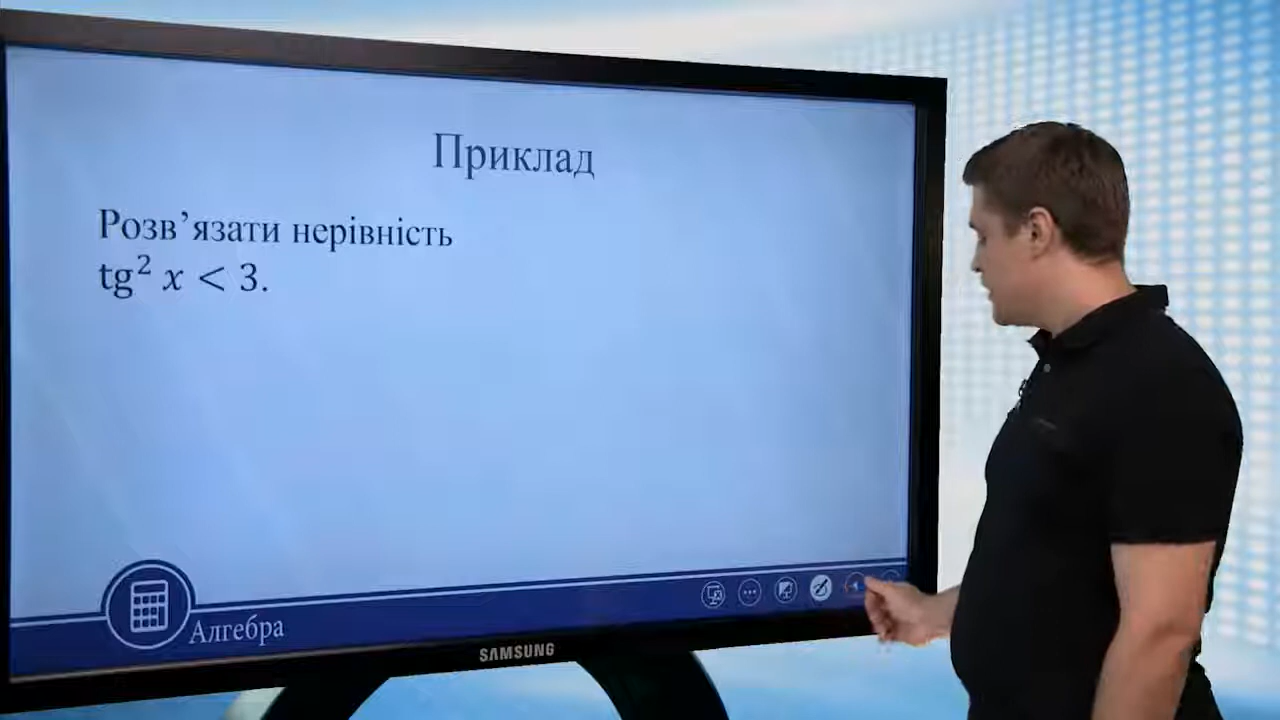 Приклад
Розв’язати нерівність
tg² x < 3.
Алгебра
SAMSUNG